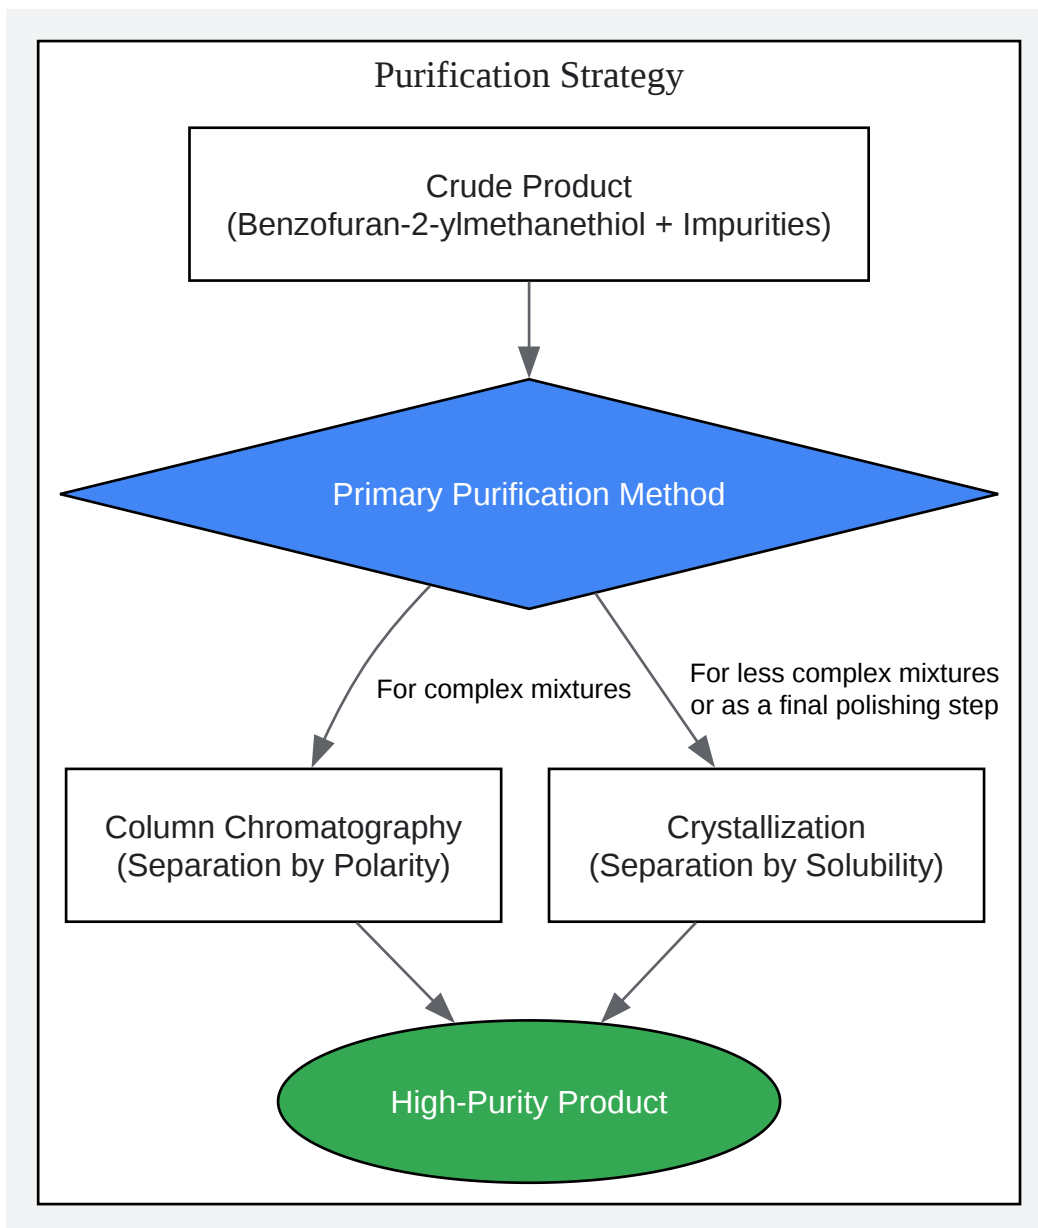 Purification Strategy
Crude Product
(Benzofuran-2-ylmethanethiol + Impurities)
Primary Purification Method
For complex mixtures
For less complex mixtures
or as a final polishing step
Column Chromatography
(Separation by Polarity)
Crystallization
(Separation by Solubility)
High-Purity Product